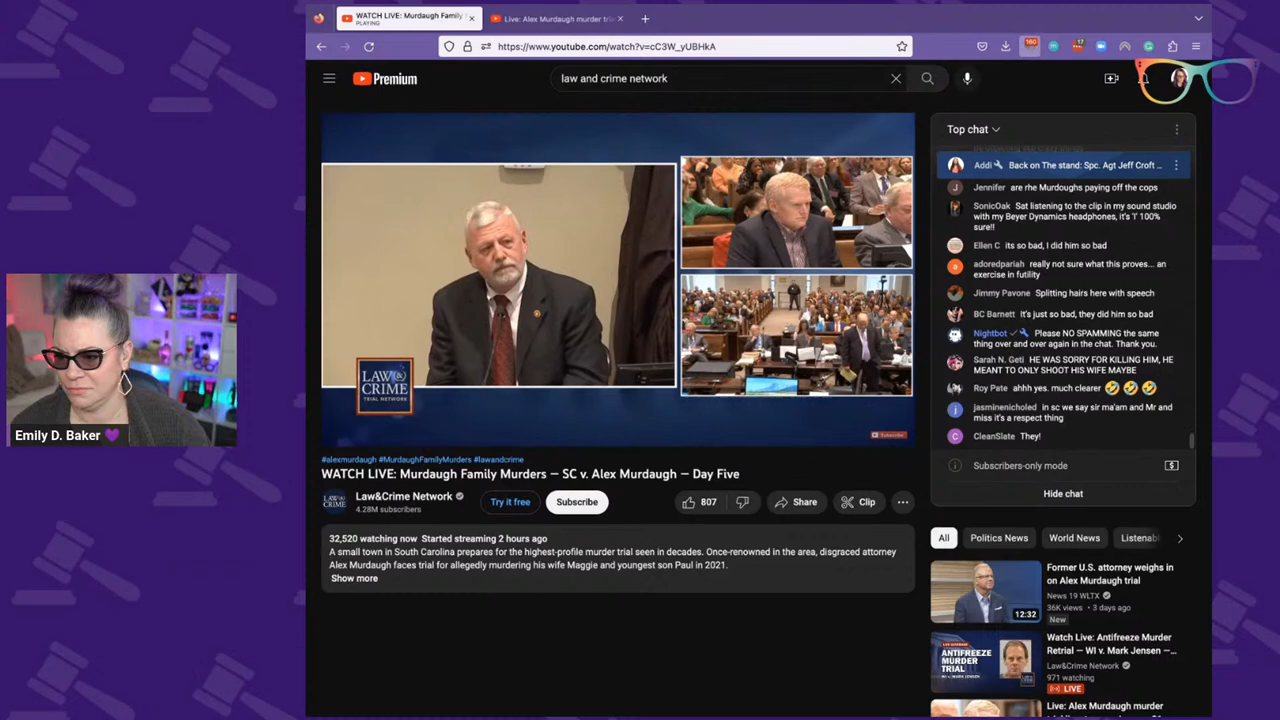 WATCH LIVE: Murdaugh Family
PLAYING
Live: Alex Murdaugh murder tri
https://www.youtube.com/watch?v=cC3W_yUBHkA
160
17
Premium
law and crime network
LAW&
CRIME
TRIAL NETWORK
Subscribe
Emily D. Baker 💜
Top chat
Addi Back on The stand: Spc. Agt Jeff Croft ...
J Jennifer are rhe Murdoughs paying off the cops
SonicOak Sat listening to the clip in my sound studio
with my Beyer Dynamics headphones, it's 'I' 100%
sure!!
Ellen C its so bad, I did him so bad
a adoredpariah really not sure what this proves... an
exercise in futility
Jimmy Pavone Splitting hairs here with speech
BC Barnett It's just so bad, they did him so bad
Nightbot Please NO SPAMMING the same
thing over and over again in the chat. Thank you.
Sarah N. Geti HE WAS SORRY FOR KILLING HIM, HE
MEANT TO ONLY SHOOT HIS WIFE MAYBE
Roy Pate ahhh yes. much clearer 🤣 🤣 🤣
j jasminenicholed in sc we say sir ma'am and Mr and
miss it's a respect thing
C CleanSlate They!
Subscribers-only mode
Hide chat
#alexmurdaugh #MurdaughFamilyMurders #lawandcrime
WATCH LIVE: Murdaugh Family Murders — SC v. Alex Murdaugh — Day Five
Law&Crime Network
4.28M subscribers
Try it free
Subscribe
807
Share
Clip
32,520 watching now Started streaming 2 hours ago
A small town in South Carolina prepares for the highest-profile murder trial seen in decades. Once-renowned in the area, disgraced attorney
Alex Murdaugh faces trial for allegedly murdering his wife Maggie and youngest son Paul in 2021.
Show more
All
Politics News
World News
Listenab
Former U.S. attorney weighs in
on Alex Murdaugh trial
News 19 WLTX
36K views • 3 days ago
New
12:32
ANTIFREEZE
MURDER
TRIAL
WI v. MARK JENSEN
Watch Live: Antifreeze Murder
Retrial — WI v. Mark Jensen —...
Law&Crime Network
971 watching
LIVE
Live: Alex Murdaugh murder